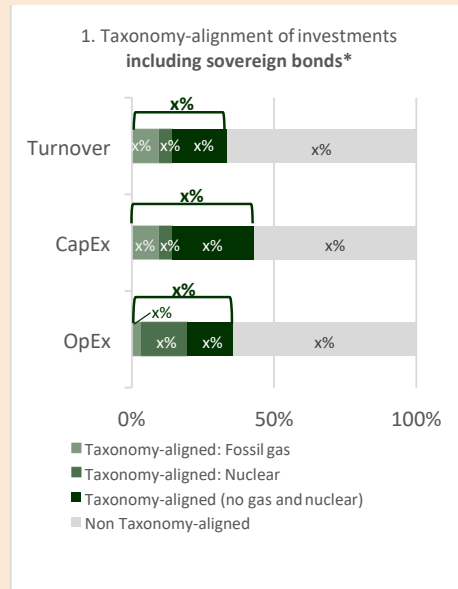 1. Taxonomy-alignment of investments
including sovereign bonds*
x%
Turnover x% x% x% x%
x%
CapEx x% x% x% x%
x%
x%
OpEx x% x% x%
0% 50% 100%
Taxonomy-aligned: Fossil gas
Taxonomy-aligned: Nuclear
Taxonomy-aligned (no gas and nuclear)
Non Taxonomy-aligned